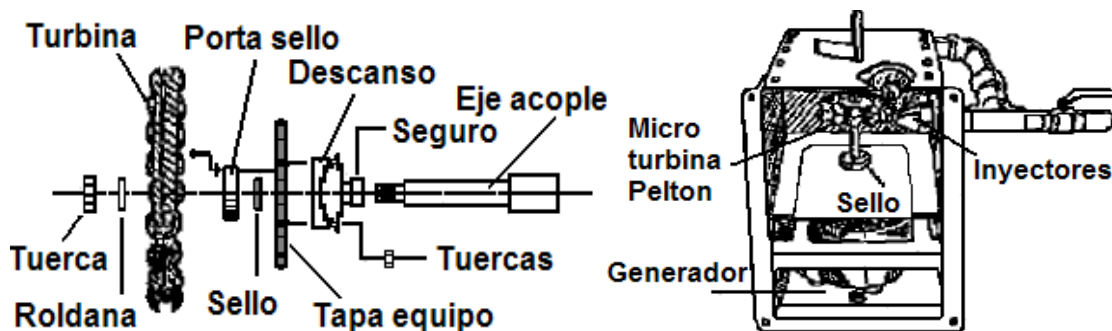 Turbina
Porta sello
Descanso
Eje acople
Seguro
Tuerca
Roldana
Sello
Tapa equipo
Tuercas
Micro
turbina
Pelton
Inyectores
Sello
Generador